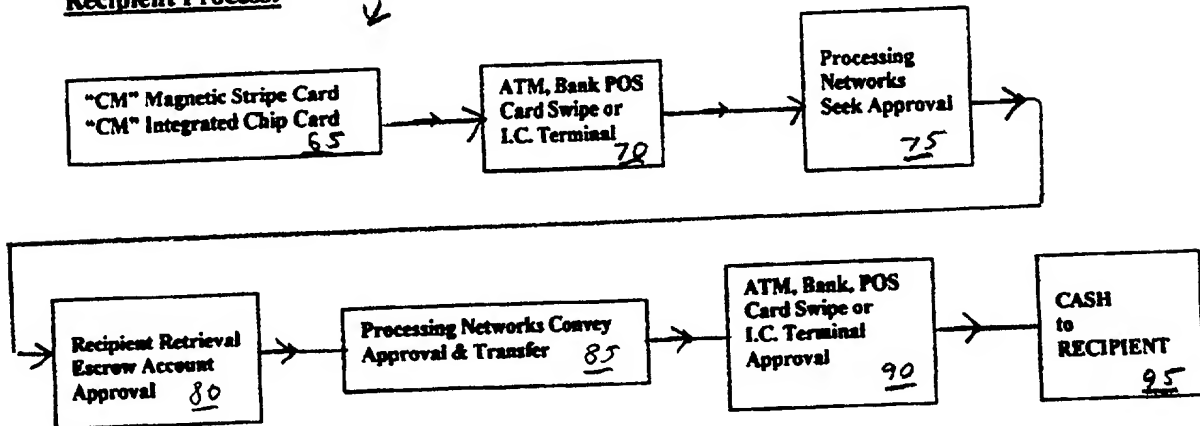 Recipient Process:
"CM" Magnetic Stripe Card
"CM" Integrated Chip Card
65
ATM, Bank POS
Card Swipe or
I.C. Terminal
70
Processing
Networks
Seek Approval
75
Recipient Retrieval
Escrow Account
Approval 80
Processing Networks Convey
Approval & Transfer 85
ATM, Bank, POS
Card Swipe or
I.C. Terminal
Approval
90
CASH
to
RECIPIENT
95